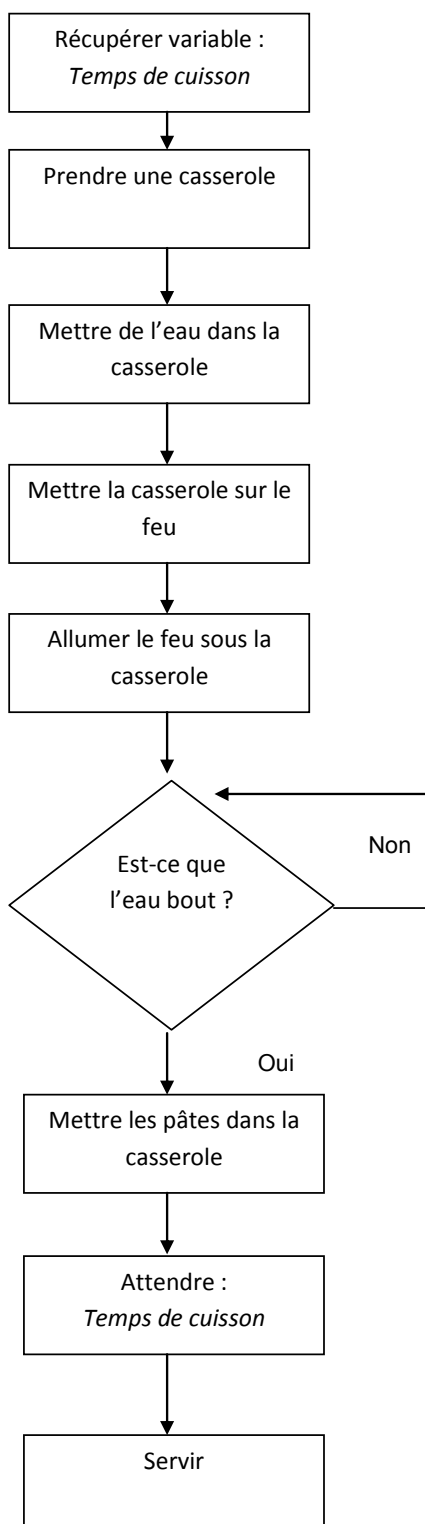 Récupérer variable :
Temps de cuisson
Prendre une casserole
Mettre de l’eau dans la
casserole
Mettre la casserole sur le
feu
Allumer le feu sous la
casserole
Est-ce que
l’eau bout ?
Non
Oui
Mettre les pâtes dans la
casserole
Attendre :
Temps de cuisson
Servir